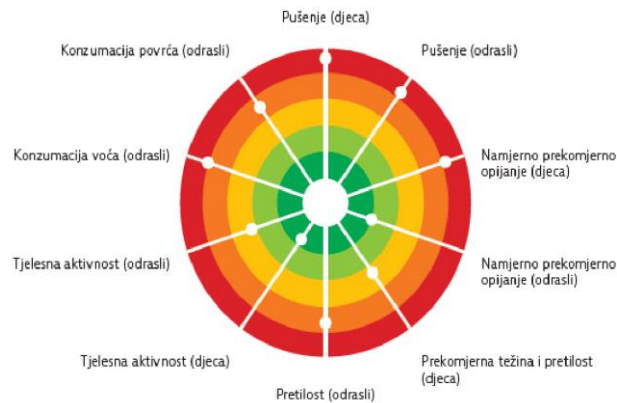 Pušenje (djeca)
Konzumacija povrća (odrasli)
Pušenje (odrasli)
Konzumacija voća (odrasli)
Namjerno prekomjerno
opijanje (djeca)
Tjelesna aktivnost (odrasli)
Namjerno prekomjerno
opijanje (odrasli)
Tjelesna aktivnost (djeca)
Prekomjerna težina i pretilost
(djeca)
Pretilost (odrasli)